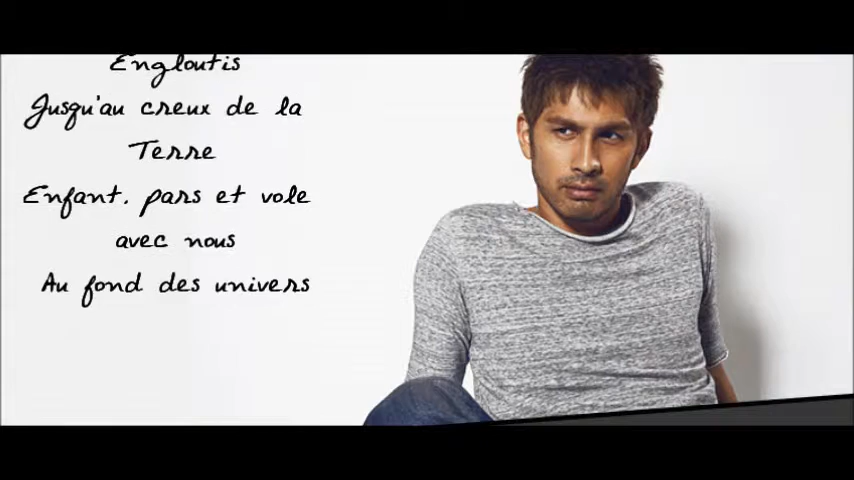 Engloutis
Jusqu'au creux de la
Terre
Enfant. pars et vole
avec nous
Au fond des univers